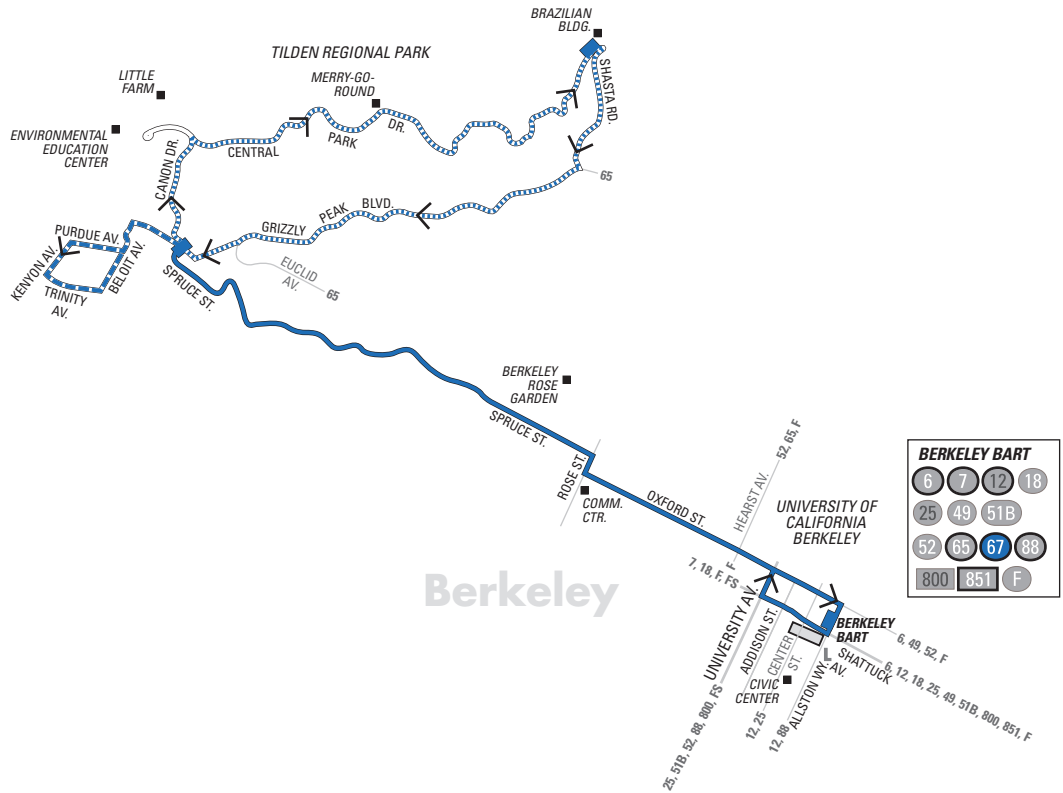 BRAZILIAN
BLDG.
TILDEN REGIONAL PARK
LITTLE
FARM
MERRY-GO-
ROUND
SHASTA RD.
ENVIRONMENTAL
EDUCATION
CENTER
CANON DR.
CENTRAL
PARK
DR.
65
PURDUE AV.
KENYON AV.
TRINITY
AV.
BELOIT AV.
GRIZZLY
PEAK
BLVD.
EUCLID
AV.
65
SPRUCE ST.
BERKELEY
ROSE
GARDEN
SPRUCE ST.
ROSE ST.
COMM.
CTR.
OXFORD ST.
HEARST AV.
52, 65, F
F
UNIVERSITY OF
CALIFORNIA
BERKELEY
7, 18, F, FS
Berkeley
UNIVERSITY AV.
25, 51B, 52, 88, 800, FS
ADDISON ST.
CENTER
ST.
12, 25
CIVIC
CENTER
ALLSTON WY.
12, 88
BERKELEY
BART
SHATTUCK
AV.
6, 49, 52, F
6, 12, 18, 25, 49, 51B, 800, 851, F
BERKELEY BART
6 7 12 18
25 49 51B
52 65 67 88
800 851 F